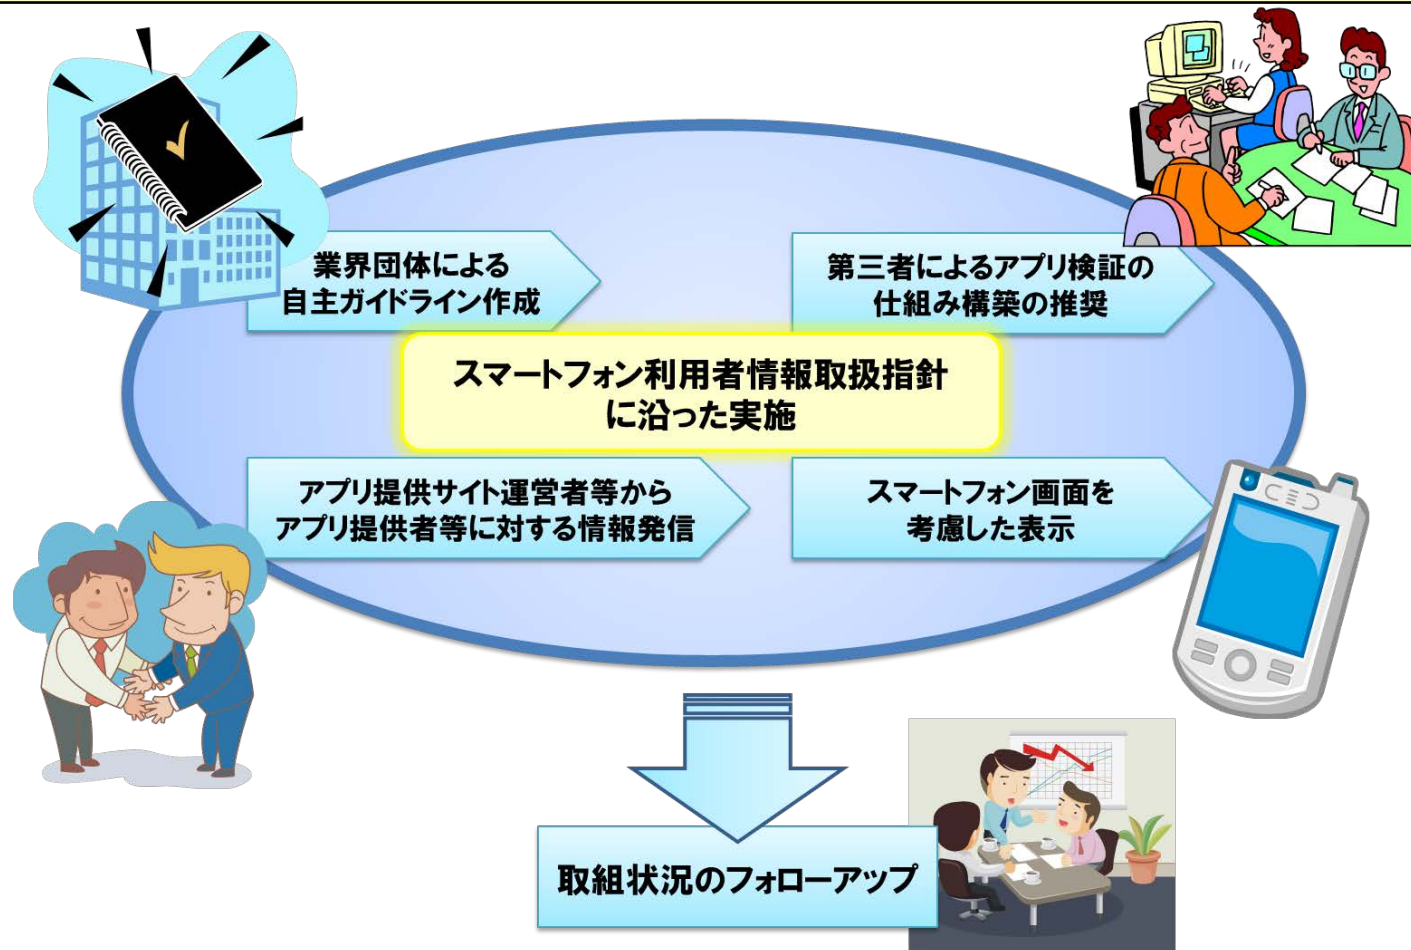 業界団体による
自主ガイドライン作成
第三者によるアプリ検証の
仕組み構築の推奨
スマートフォン利用者情報取扱指針
に沿った実施
アプリ提供サイト運営者等から
アプリ提供者等に対する情報発信
スマートフォン画面を
考慮した表示
取組状況のフォローアップ